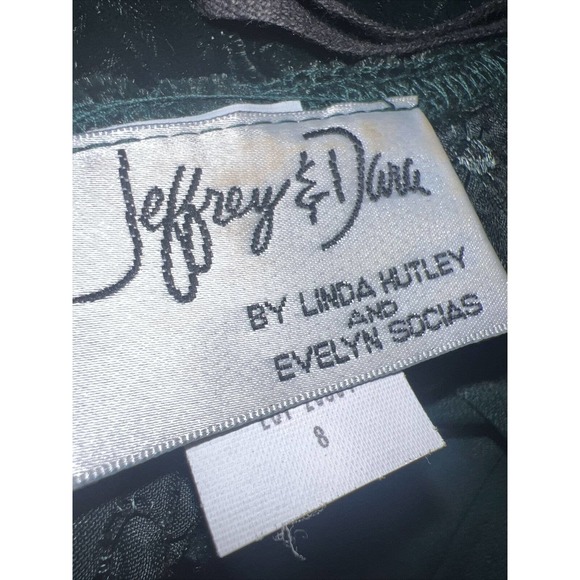 Jeffrey & Dara
BY LINDA HUTLEY
AND
EVELYN SOCIAS
8